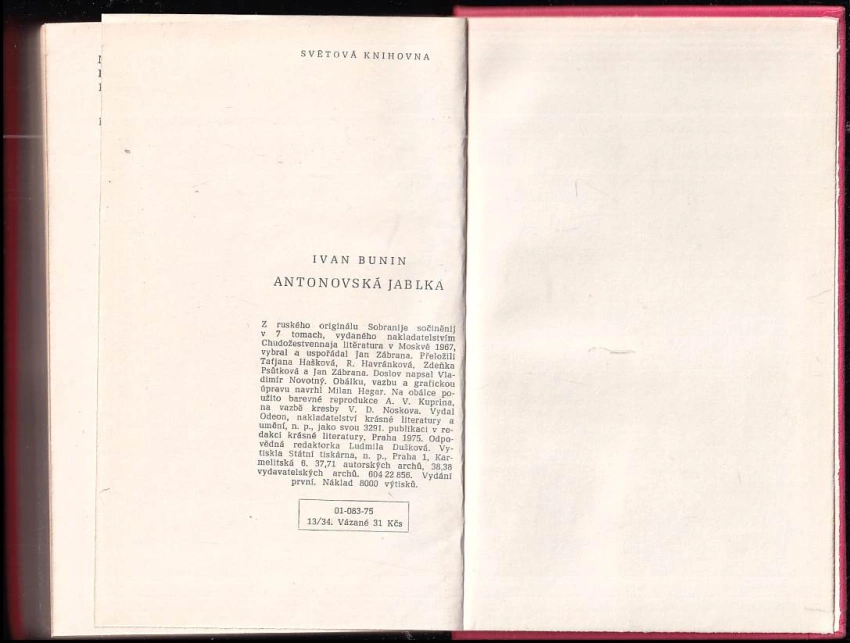 SVĚTOVÁ KNIHOVNA
IVAN BUNIN
ANTONOVSKÁ JABLKA
Z ruského originálu Sobranije sočiněnij
v 7 tomach, vydaného nakladatelstvím
Chudožestvennaja litěratura v Moskvě 1967,
vybral a uspořádal Jan Zábrana. Přeložili
Taťjana Hašková, R. Havránková, Zdeňka
Psůtková a Jan Zábrana. Doslov napsal Vla-
dimír Novotný. Obálku, vazbu a grafickou
úpravu navrhl Milan Hegar. Na obálce po-
užito barevné reprodukce A. V. Kuprina,
na vazbě kresby V. D. Noskova. Vydal
Odeon, nakladatelství krásné literatury a
umění, n. p., jako svou 3291. publikaci v re-
dakci krásné literatury, Praha 1975. Odpo-
vědná redaktorka Ludmila Dušková. Vy-
tiskla Státní tiskárna, n. p., Praha 1, Kar-
melitská 6. 37,71 autorských archů, 38,38
vydavatelských archů. 604 22 856. Vydání
první. Náklad 8000 výtisků.
01-083-75
13/34. Vázané 31 Kčs